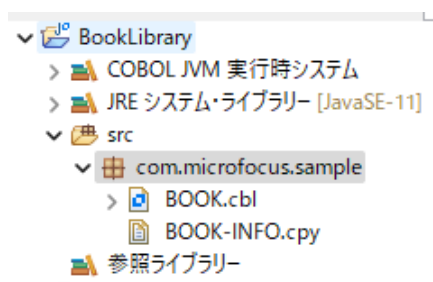 BookLibrary
COBOL JVM 実行時システム
JRE システム・ライブラリー [JavaSE-11]
src
com.microfocus.sample
BOOK.cbl
BOOK-INFO.cpy
参照ライブラリー